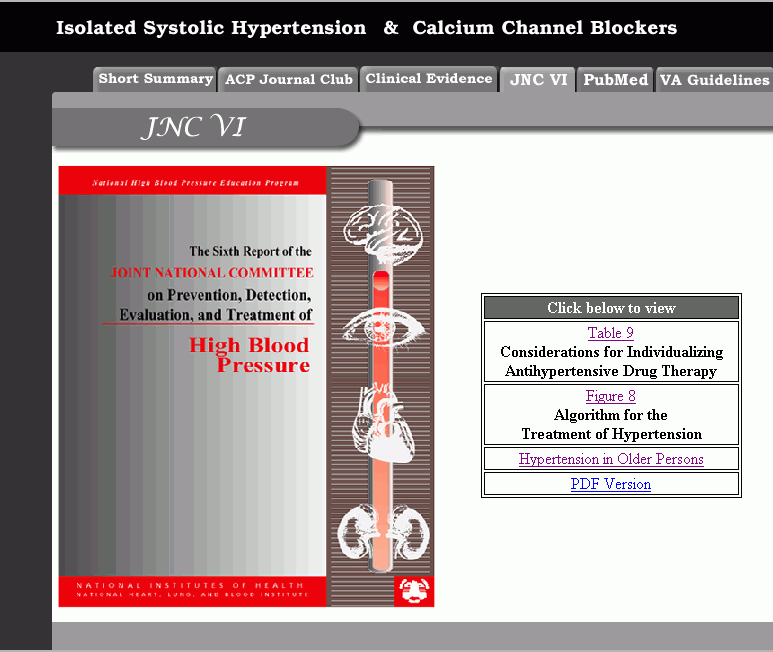 Isolated Systolic Hypertension & Calcium Channel Blockers
Short Summary
ACP Journal Club
Clinical Evidence
JNC VI
PubMed
VA Guidelines
JNC VI
National High Blood Pressure Education Program
The Sixth Report of the
JOINT NATIONAL COMMITTEE
on Prevention, Detection,
Evaluation, and Treatment of
High Blood
Pressure
NATIONAL INSTITUTES OF HEALTH
NATIONAL HEART, LUNG, AND BLOOD INSTITUTE
Click below to view
Table 9
Considerations for Individualizing
Antihypertensive Drug Therapy
Figure 8
Algorithm for the
Treatment of Hypertension
Hypertension in Older Persons
PDF Version